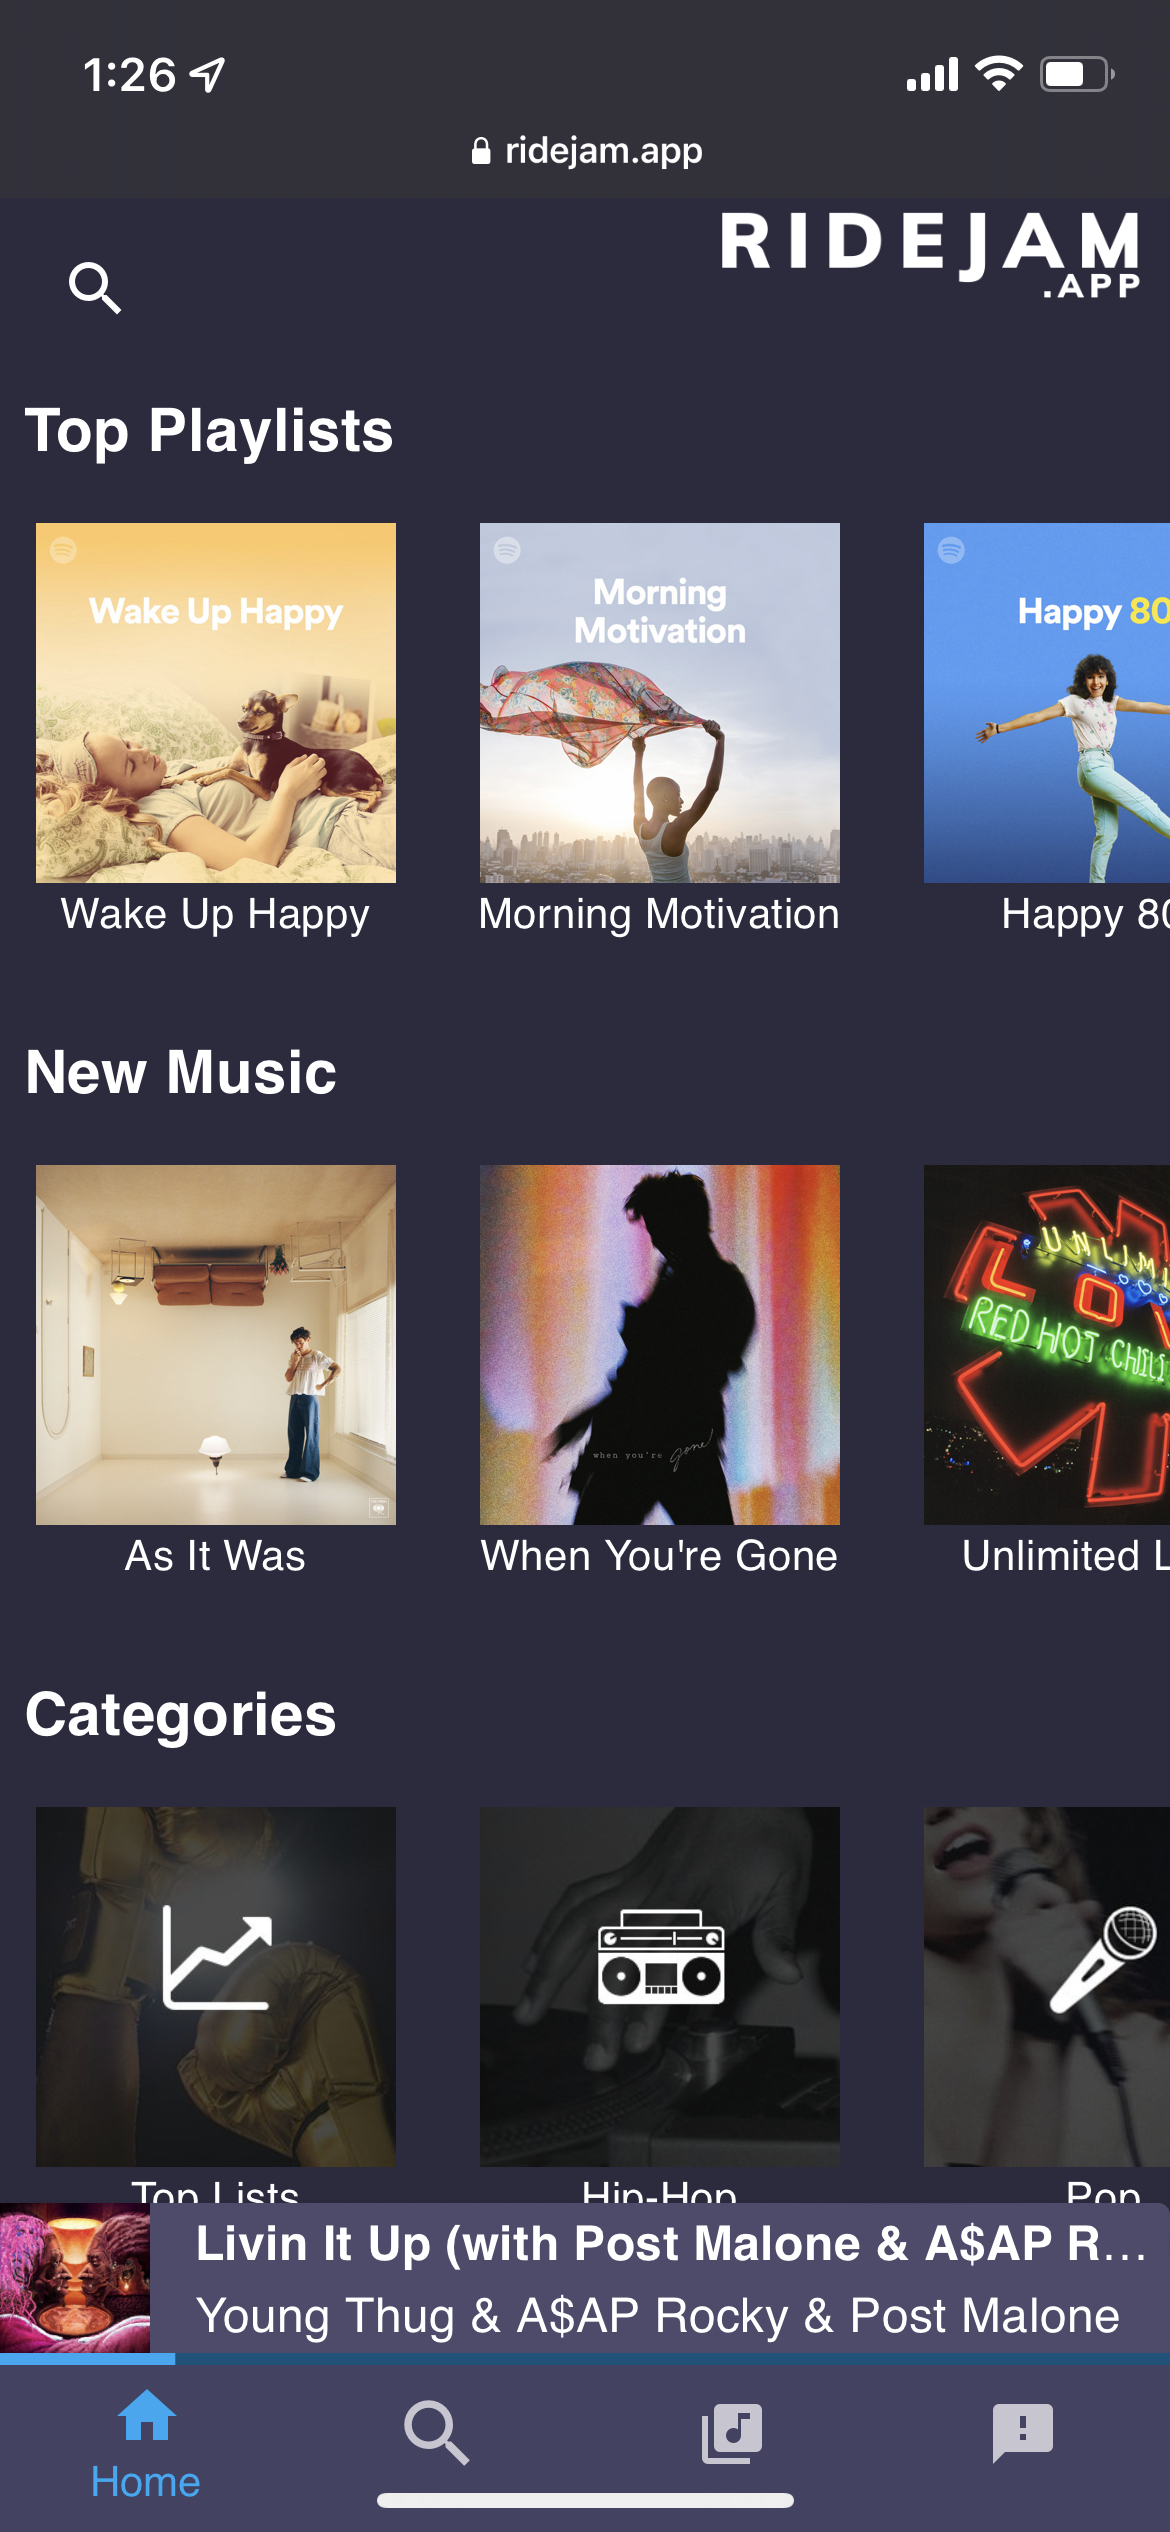 1:26
ridejam.app
RIDEJAM
.APP
Top Playlists
Wake Up Happy
Morning
Motivation
Happy 80
Wake Up Happy
Morning Motivation
Happy 80
New Music
when you're gone
UNLIMI
LOV
RED HOT CHILI
As It Was
When You're Gone
Unlimited L
Categories
Top Lists
Hip-Hop
Pop
Livin It Up (with Post Malone & A$AP R...
Young Thug & A$AP Rocky & Post Malone
Home